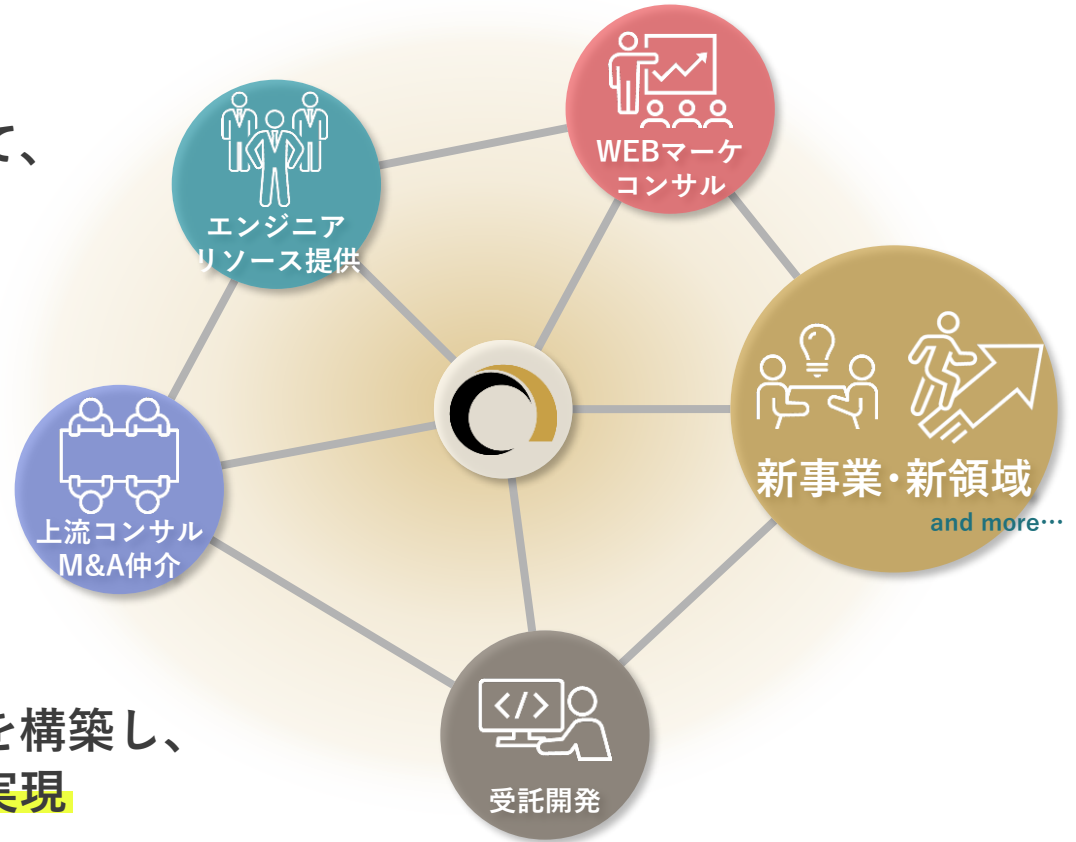 て、
WEBマーケ
コンサル
エンジニア
リソース提供
新事業・新領域
and more…
上流コンサル
M&A仲介
を構築し、
実現
受託開発